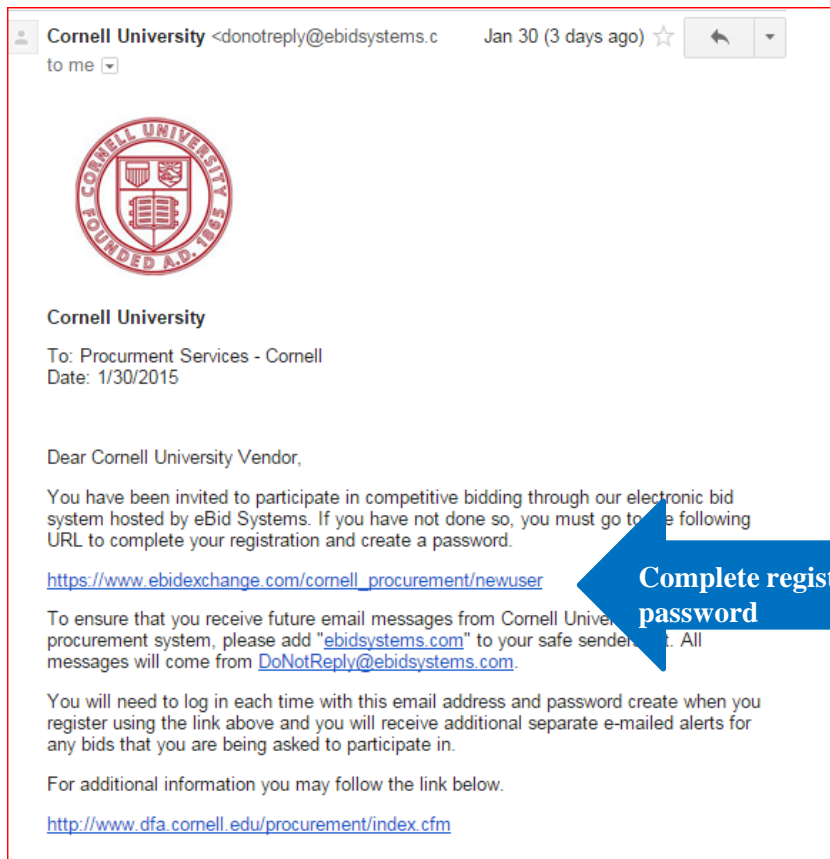 Cornell University <donotreply@ebidsystems.c Jan 30 (3 days ago)
to me
CORNELL UNIVERSITY
FOUNDED A.D. 1865
Cornell University
To: Procurment Services - Cornell
Date: 1/30/2015
Dear Cornell University Vendor,
You have been invited to participate in competitive bidding through our electronic bid
system hosted by eBid Systems. If you have not done so, you must go to following
URL to complete your registration and create a password.
https://www.ebidexchange.com/cornell_procurement/newuser
Complete regist
password
To ensure that you receive future email messages from Cornell Univer
procurement system, please add "ebidsystems.com" to your safe sender t. All
messages will come from DoNotReply@ebidsystems.com.
You will need to log in each time with this email address and password create when you
register using the link above and you will receive additional separate e-mailed alerts for
any bids that you are being asked to participate in.
For additional information you may follow the link below.
http://www.dfa.cornell.edu/procurement/index.cfm